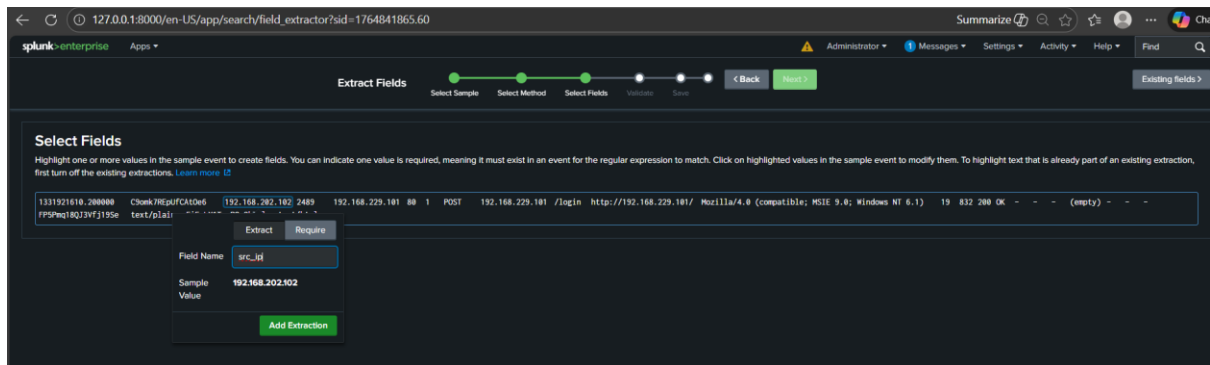 127.0.0.1:8000/en-US/app/search/field_extractor?sid=1764841865.60 Summarize
splunk>enterprise Apps Administrator 1 Messages Settings Activity Help Find
Extract Fields Select Sample Select Method Select Fields Validate Save < Back Next > Existing fields >
Select Fields
Highlight one or more values in the sample event to create fields. You can indicate one value is required, meaning it must exist in an event for the regular expression to match. Click on highlighted values in the sample event to modify them. To highlight text that is already part of an existing extraction,
first turn off the existing extractions. Learn more
1331921610.200000 C9omk7REpUfCAtOe6 192.168.202.102 2489 192.168.229.101 80 1 POST 192.168.229.101 /login http://192.168.229.101/ Mozilla/4.0 (compatible; MSIE 9.0; Windows NT 6.1) 19 832 200 OK - - - (empty) - - -
FPSPmq18QJ3Vfj19Se
Extract Require
Field Name src_ip
Sample 192.168.202.102
Value
Add Extraction